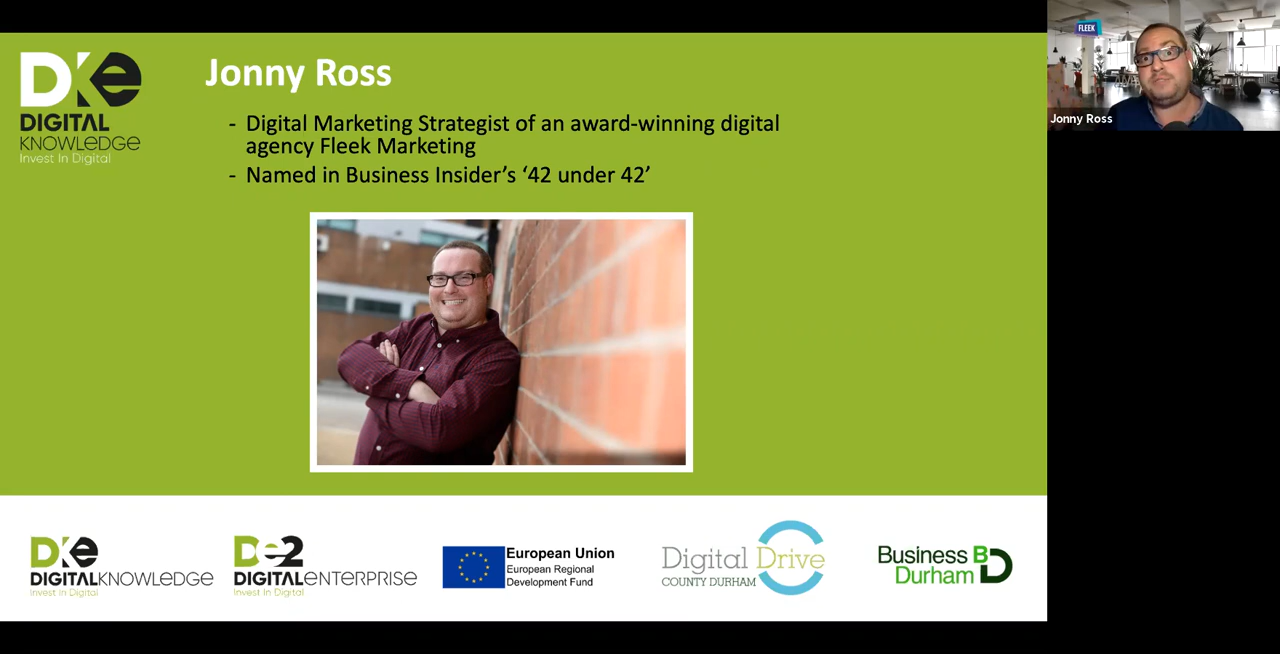 DKe
DIGITAL
KNOWLEDGE
Invest In Digital
Jonny Ross
- Digital Marketing Strategist of an award-winning digital
agency Fleek Marketing
- Named in Business Insider’s ‘42 under 42’
FLEEK
Jonny Ross
DKe
DIGITALKNOWLEDGE
Invest In Digital
De2
DIGITALENTERPRISE
Invest In Digital
European Union
European Regional
Development Fund
Digital Drive
COUNTY DURHAM
Business BD
Durham